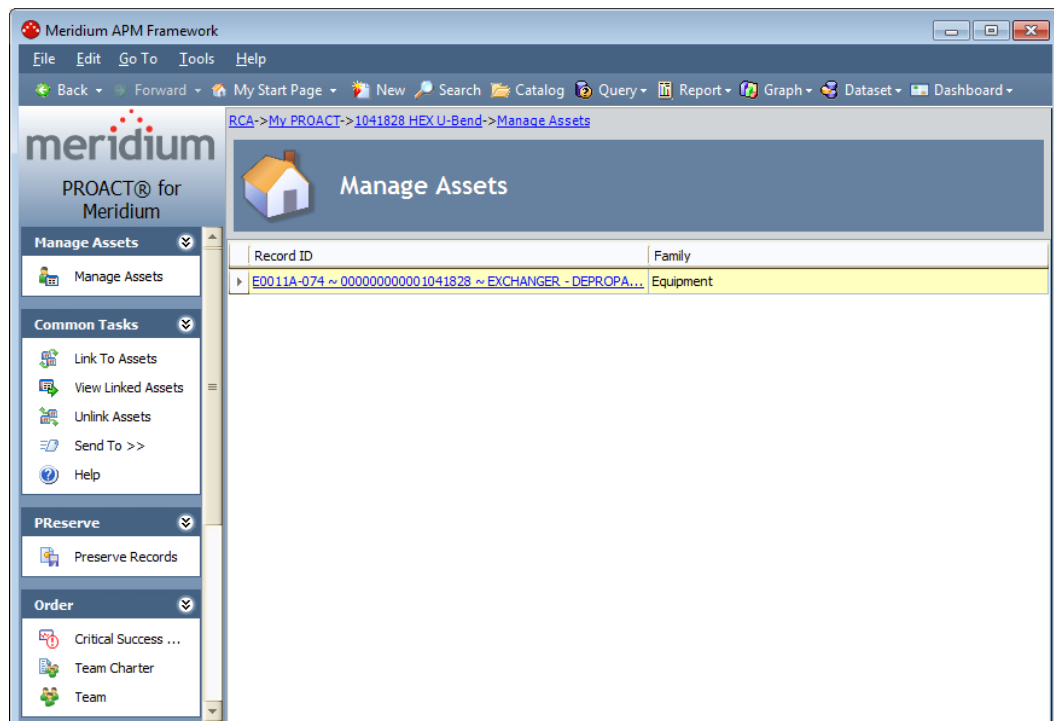 Meridium APM Framework
File Edit Go To Tools Help
Back Forward My Start Page New Search Catalog Query Report Graph Dataset Dashboard
meridium
PROACT® for
Meridium
RCA->My PROACT->1041828 HEX U-Bend->Manage Assets
Manage Assets
Manage Assets
Manage Assets
Common Tasks
Link To Assets
View Linked Assets
Unlink Assets
Send To >>
Help
PReserve
Preserve Records
Order
Critical Success ...
Team Charter
Team
Record ID Family
E0011A-074 ~ 000000000001041828 ~ EXCHANGER - DEPROPA... Equipment